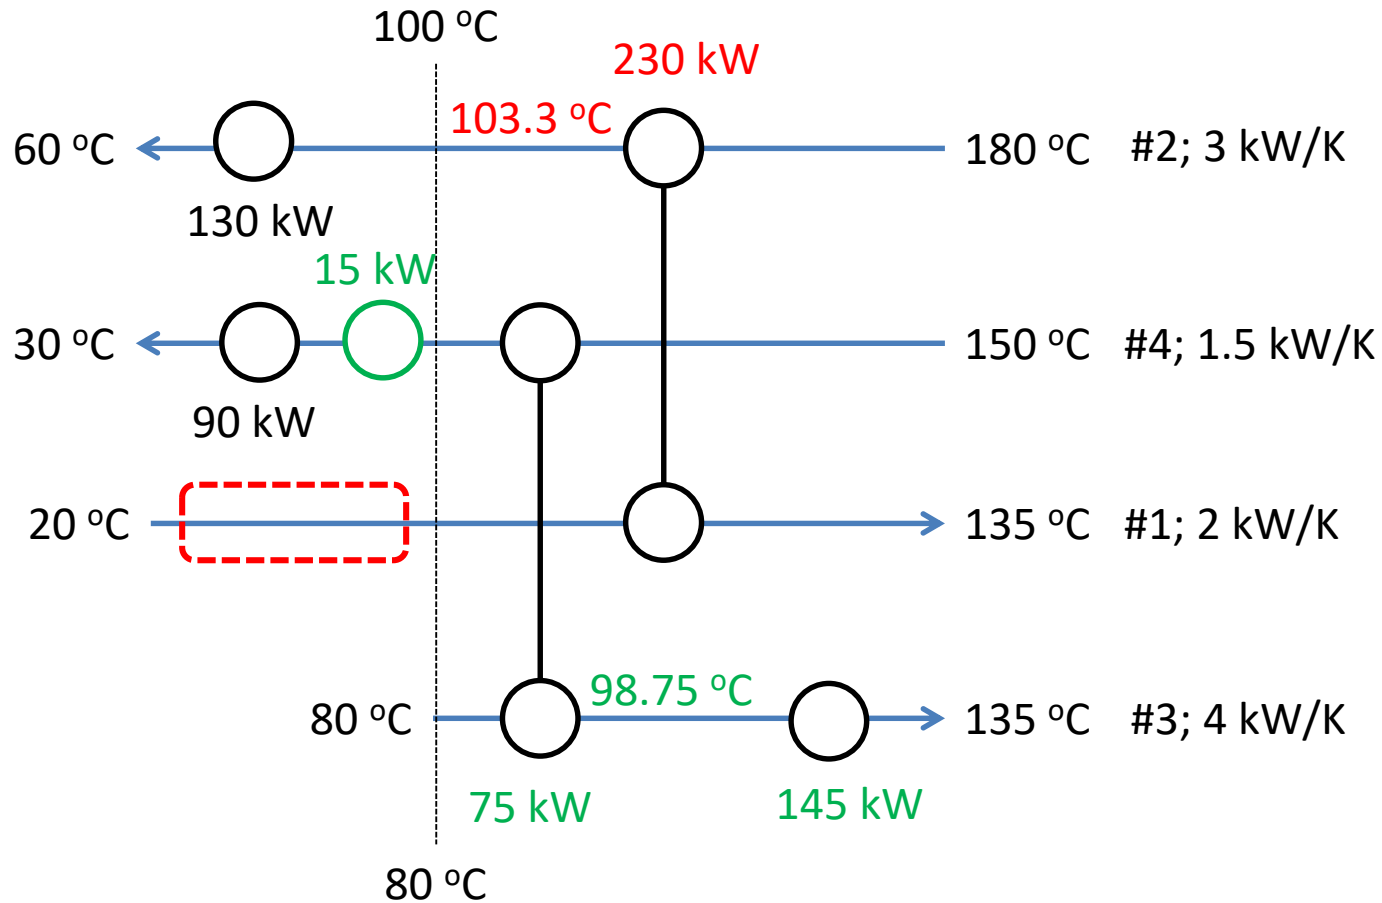 100 °C
230 kW
103.3 °C
60 °C
180 °C #2; 3 kW/K
130 kW
15 kW
30 °C
150 °C #4; 1.5 kW/K
90 kW
20 °C
135 °C #1; 2 kW/K
98.75 °C
80 °C
135 °C #3; 4 kW/K
75 kW
145 kW
80 °C